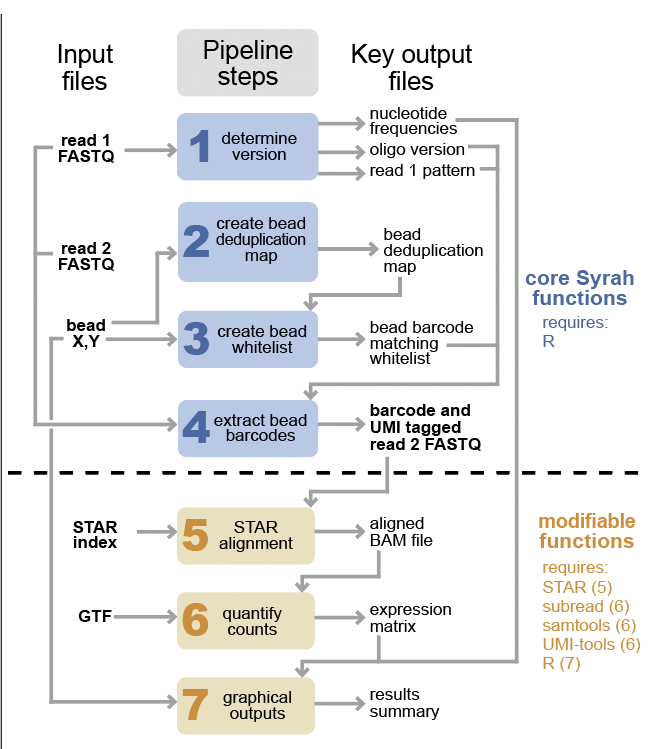 Input
files
Pipeline
steps
Key output
files
read 1
FASTQ
1
determine
version
nucleotide
frequencies
oligo version
read 1 pattern
read 2
FASTQ
2
create bead
deduplication
map
bead
deduplication
map
bead
X,Y
3
create bead
whitelist
bead barcode
matching
whitelist
4
extract bead
barcodes
barcode and
UMI tagged
read 2 FASTQ
core Syrah
functions
requires:
R
STAR
index
5
STAR
alignment
aligned
BAM file
GTF
6
quantify
counts
expression
matrix
7
graphical
outputs
results
summary
modifiable
functions
requires:
STAR (5)
subread (6)
samtools (6)
UMI-tools (6)
R (7)